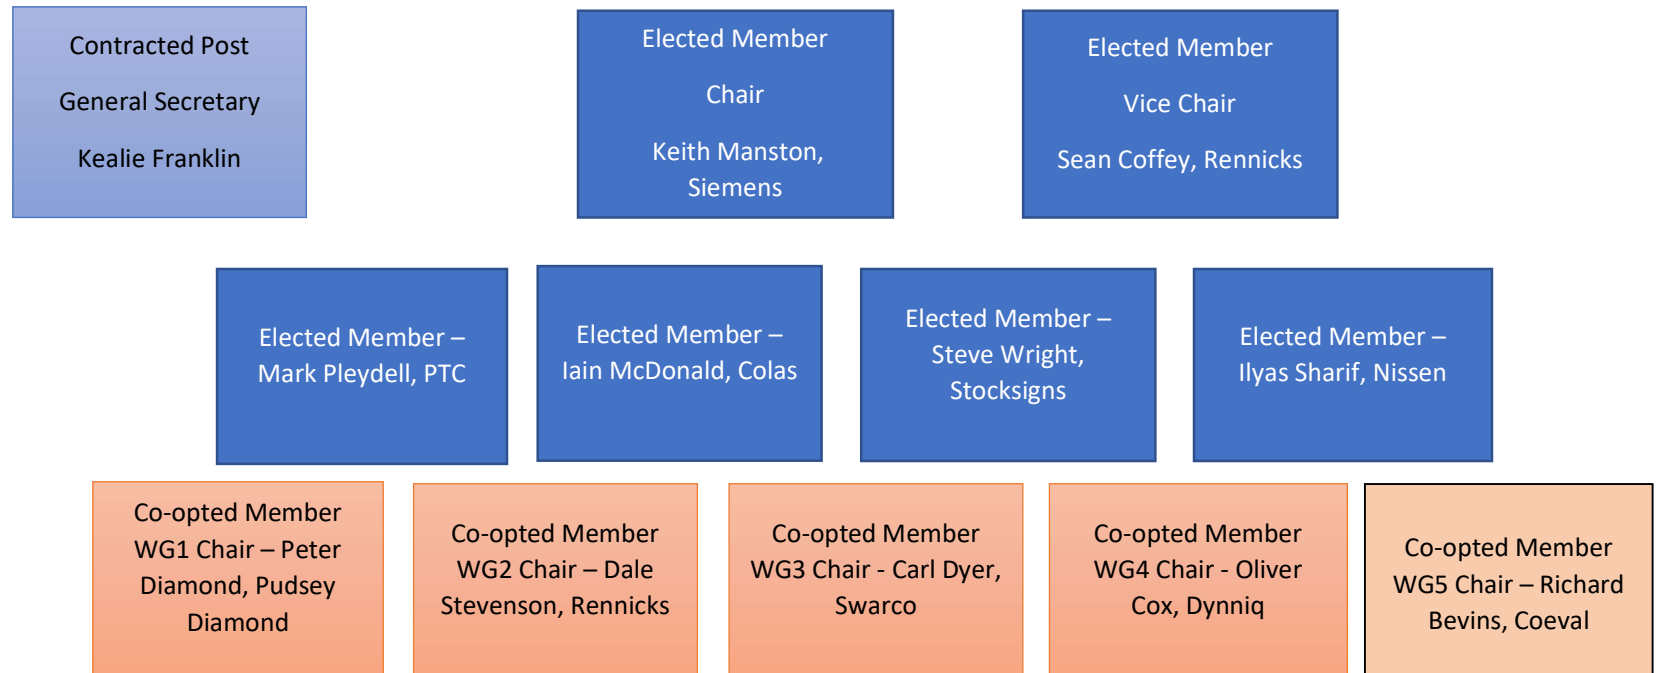 Contracted Post
General Secretary
Kealie Franklin
Elected Member
Chair
Keith Manston,
Siemens
Elected Member
Vice Chair
Sean Coffey, Rennicks
Elected Member –
Mark Pleydell, PTC
Elected Member –
Iain McDonald, Colas
Elected Member –
Steve Wright,
Stocksigns
Elected Member –
Ilyas Sharif, Nissen
Co-opted Member
WG1 Chair – Peter
Diamond, Pudsey
Diamond
Co-opted Member
WG2 Chair – Dale
Stevenson, Rennicks
Co-opted Member
WG3 Chair - Carl Dyer,
Swarco
Co-opted Member
WG4 Chair - Oliver
Cox, Dynniq
Co-opted Member
WG5 Chair – Richard
Bevins, Coeval